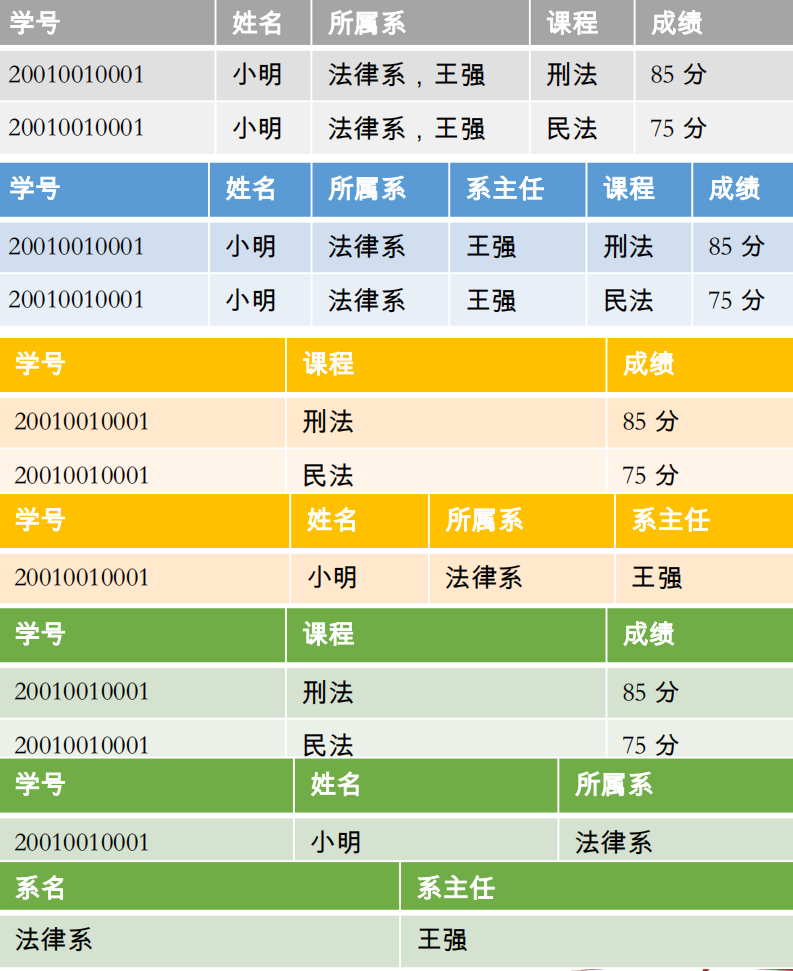 学号 姓名 所属系 课程 成绩
20010010001 小明 法律系，王强 刑法 85 分
20010010001 小明 法律系，王强 民法 75 分
学号 姓名 所属系 系主任 课程 成绩
20010010001 小明 法律系 王强 刑法 85 分
20010010001 小明 法律系 王强 民法 75 分
学号 课程 成绩
20010010001 刑法 85 分
20010010001 民法 75 分
学号 姓名 所属系 系主任
20010010001 小明 法律系 王强
学号 课程 成绩
20010010001 刑法 85 分
20010010001 民法 75 分
学号 姓名 所属系
20010010001 小明 法律系
系名 系主任
法律系 王强